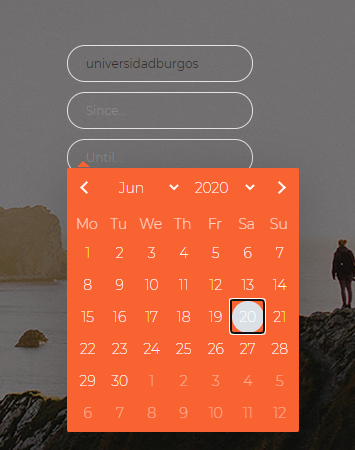 universidadburgos
Since...
Until...
Jun 2020
Mo Tu We Th Fr Sa Su
1 2 3 4 5 6 7
8 9 10 11 12 13 14
15 16 17 18 19 20 21
22 23 24 25 26 27 28
29 30 1 2 3 4 5
6 7 8 9 10 11 12